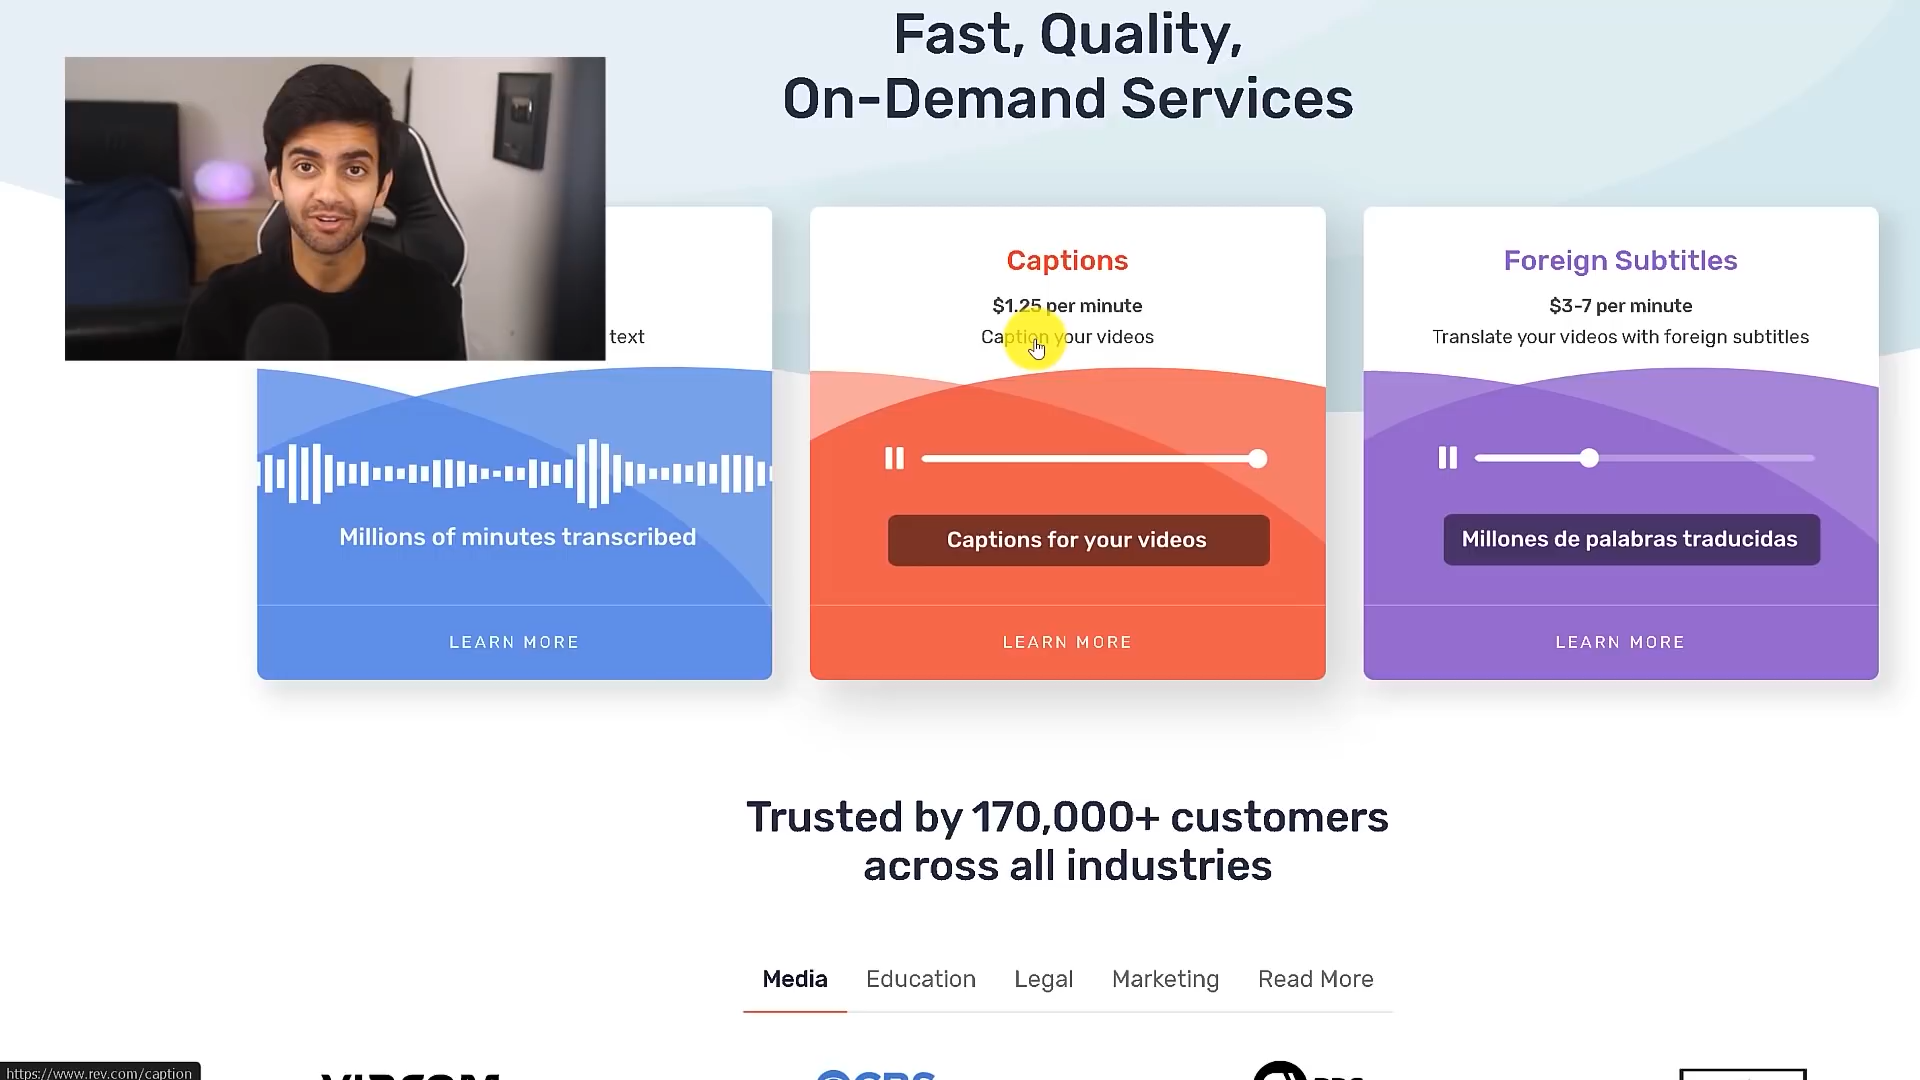 Fast, Quality,
On-Demand Services
text
Millions of minutes transcribed
LEARN MORE
Captions
$1.25 per minute
Caption your videos
Captions for your videos
LEARN MORE
Foreign Subtitles
$3-7 per minute
Translate your videos with foreign subtitles
Millones de palabras traducidas
LEARN MORE
Trusted by 170,000+ customers
across all industries
Media Education Legal Marketing Read More
CBS
PBS
https://www.rev.com/caption